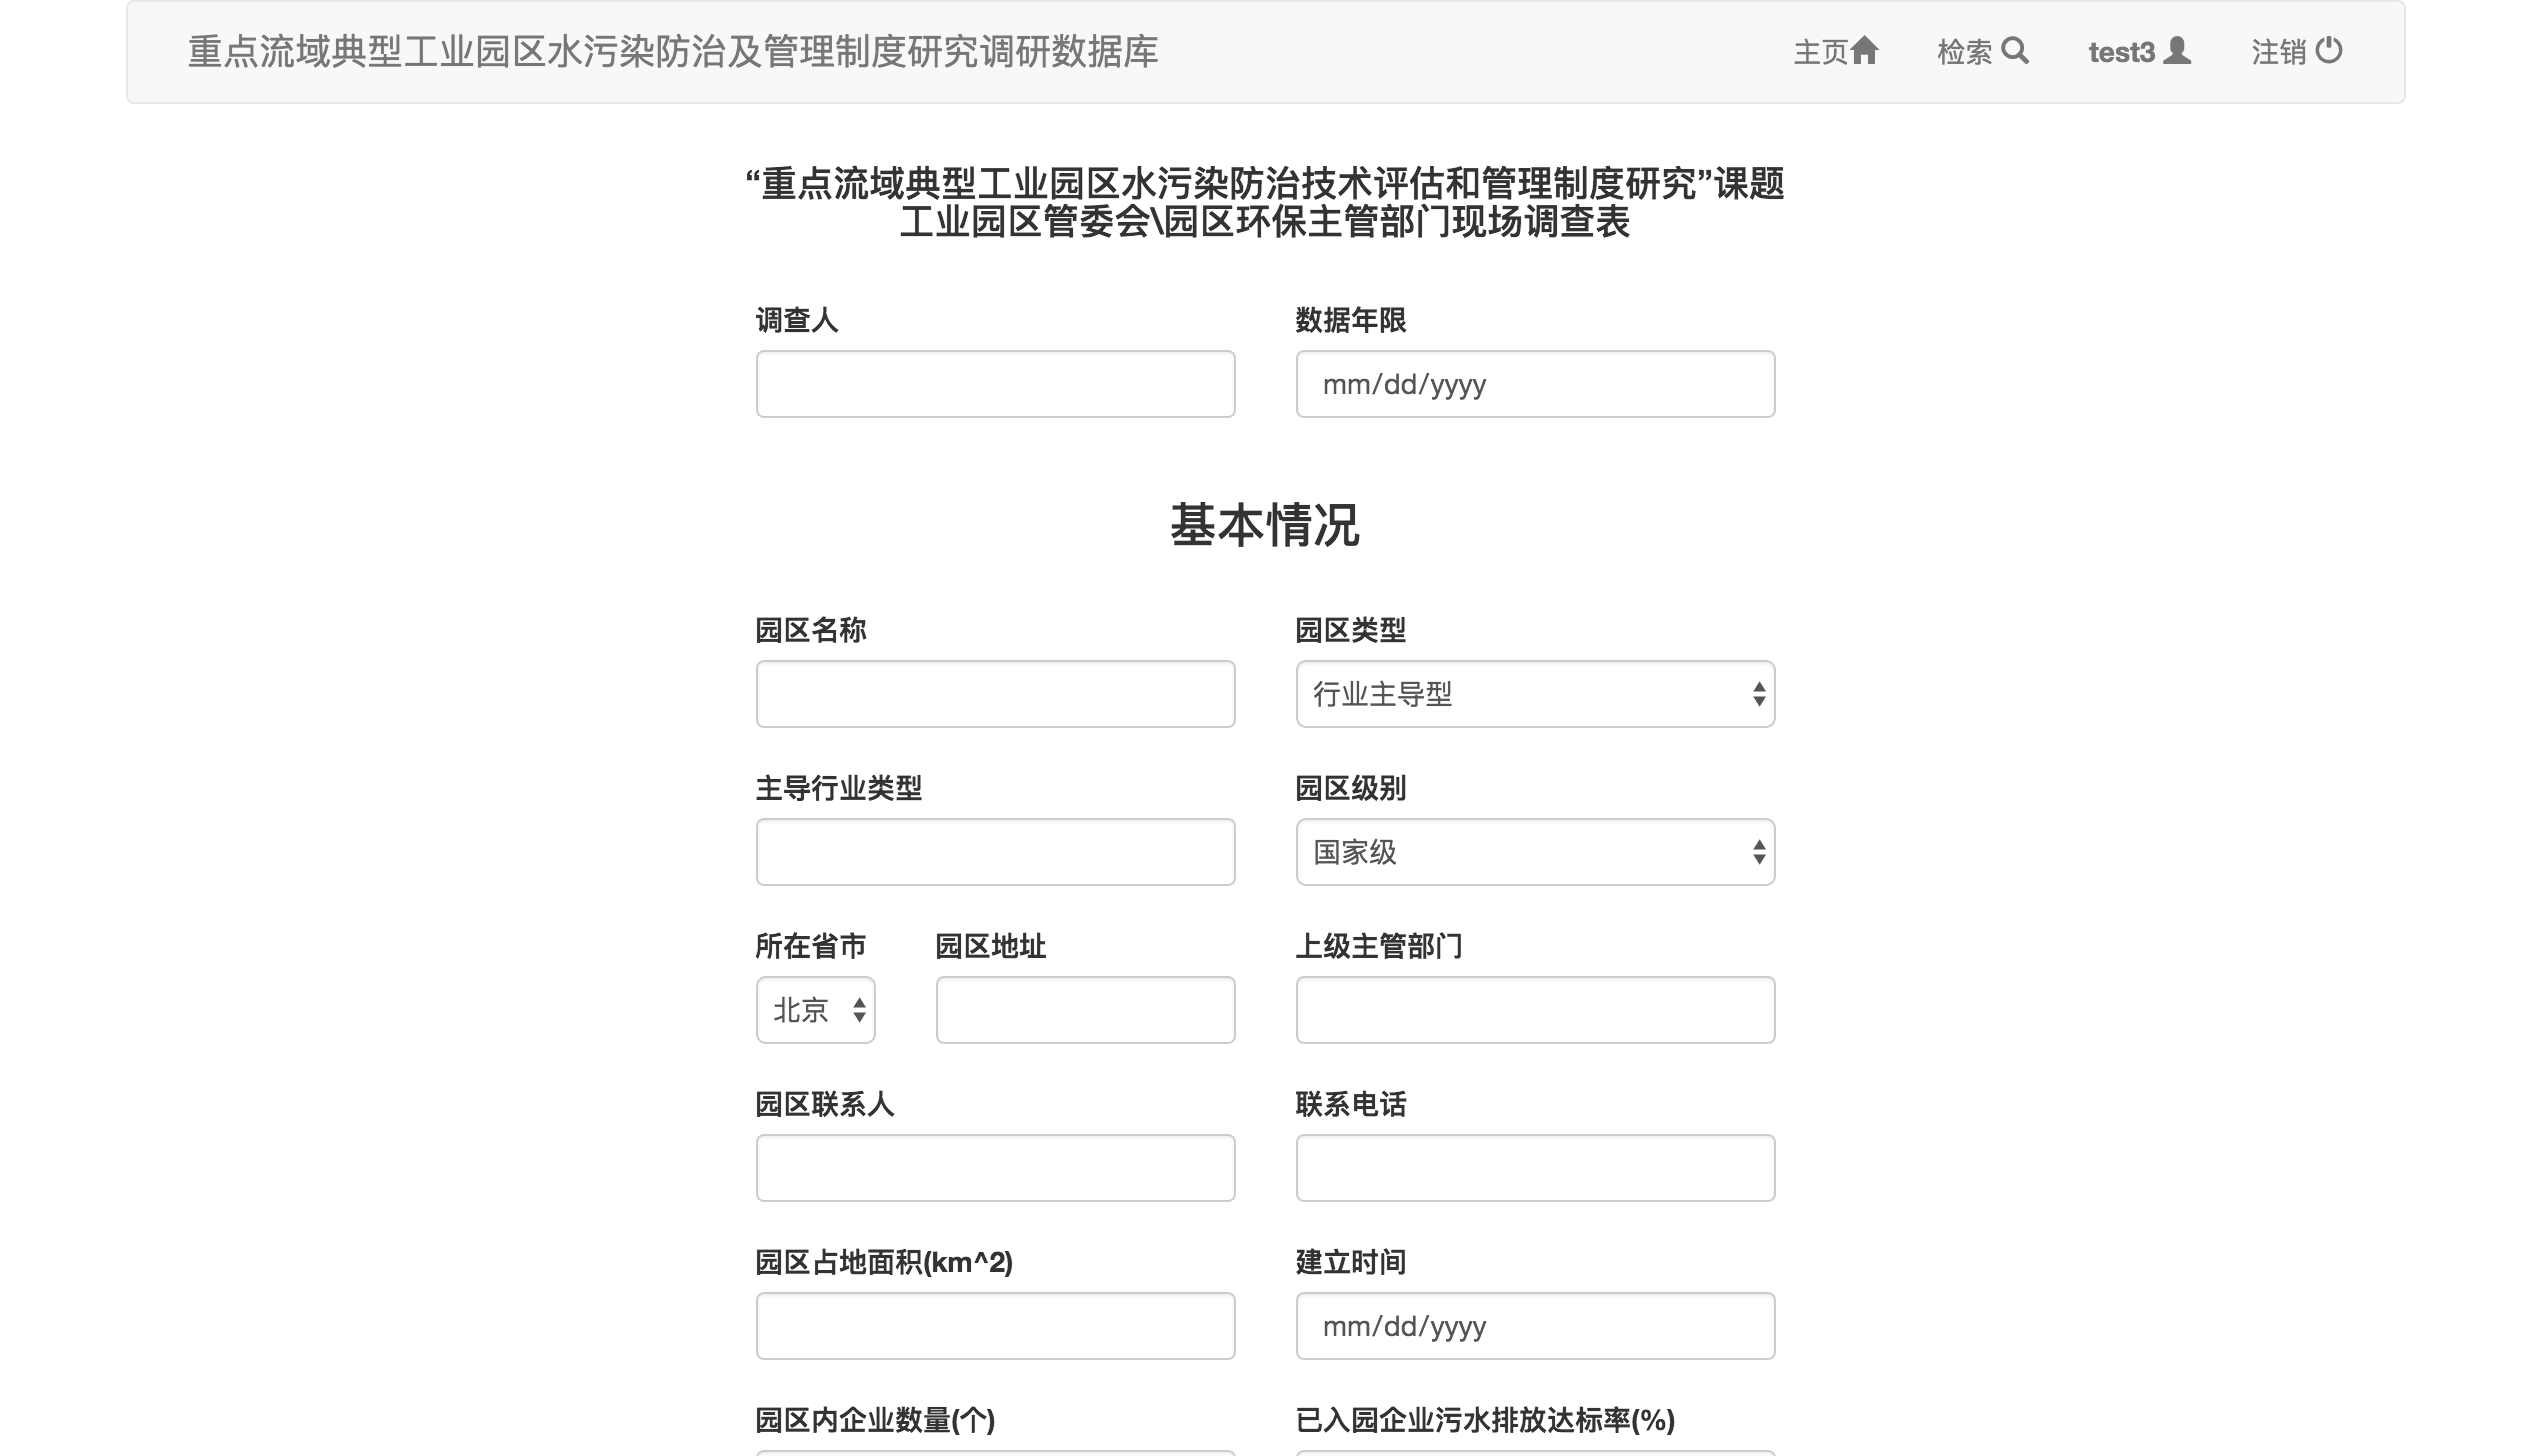 重点流域典型工业园区水污染防治及管理制度研究调研数据库
主页 检索 test3 注销
“重点流域典型工业园区水污染防治技术评估和管理制度研究”课题
工业园区管委会\园区环保主管部门现场调查表
调查人 数据年限
mm/dd/yyyy
基本情况
园区名称 园区类型
行业主导型
主导行业类型 园区级别
国家级
所在省市 园区地址 上级主管部门
北京
园区联系人 联系电话
园区占地面积(km^2) 建立时间
mm/dd/yyyy
园区内企业数量(个) 已入园企业污水排放达标率(%)